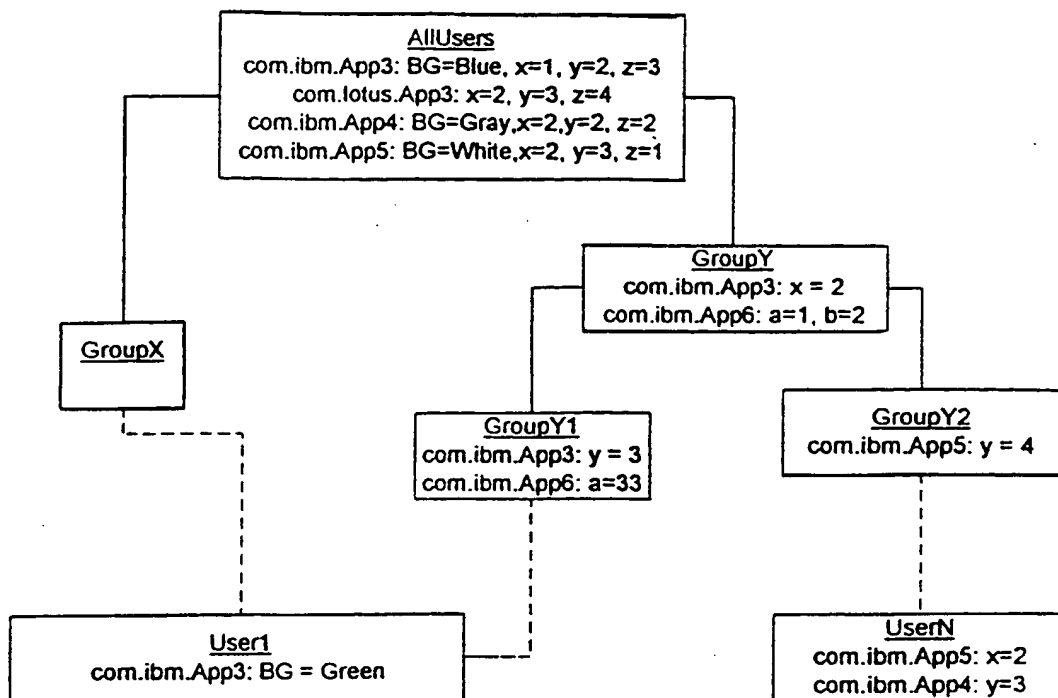 AllUsers
com.ibm.App3: BG=Blue, x=1, y=2, z=3
com.lotus.App3: x=2, y=3, z=4
com.ibm.App4: BG=Gray,x=2,y=2, z=2
com.ibm.App5: BG=White,x=2, y=3, z=1
GroupY
com.ibm.App3: x = 2
com.ibm.App6: a=1, b=2
GroupX
GroupY1
com.ibm.App3: y = 3
com.ibm.App6: a=33
GroupY2
com.ibm.App5: y = 4
User1
com.ibm.App3: BG = Green
UserN
com.ibm.App5: x=2
com.ibm.App4: y=3